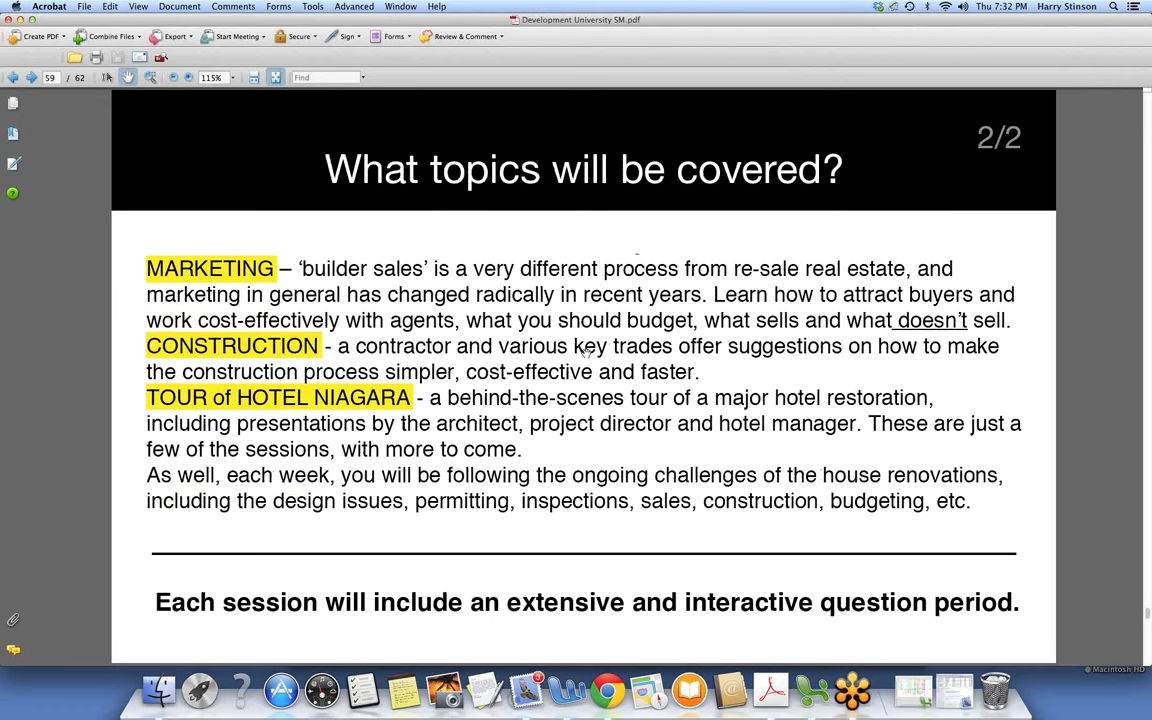 Acrobat File Edit View Document Comments Forms Tools Advanced Window Help Thu 7:32 PM Harry Stinson
Development University SM.pdf
Create PDF Combine Files Export Start Meeting Secure Sign Forms Review & Comment
59 / 62 115% Find
2/2
What topics will be covered?
MARKETING – ‘builder sales’ is a very different process from re-sale real estate, and
marketing in general has changed radically in recent years. Learn how to attract buyers and
work cost-effectively with agents, what you should budget, what sells and what doesn’t sell.
CONSTRUCTION - a contractor and various key trades offer suggestions on how to make
the construction process simpler, cost-effective and faster.
TOUR of HOTEL NIAGARA - a behind-the-scenes tour of a major hotel restoration,
including presentations by the architect, project director and hotel manager. These are just a
few of the sessions, with more to come.
As well, each week, you will be following the ongoing challenges of the house renovations,
including the design issues, permitting, inspections, sales, construction, budgeting, etc.
Each session will include an extensive and interactive question period.
Macintosh HD
3